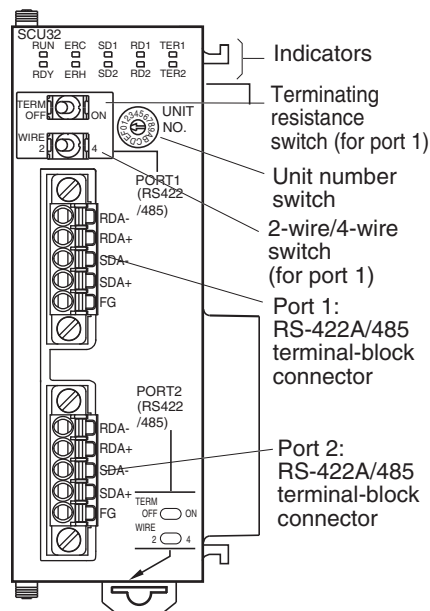 SCU32
RUN ERC SD1 RD1 TER1
RDY ERH SD2 RD2 TER2
Indicators
TERM
OFF ON
WIRE
2 4
UNIT
NO.
0123456789ABCDEF
Terminating
resistance
switch (for port 1)
Unit number
switch
2-wire/4-wire
switch
(for port 1)
PORT1
(RS422
/485)
RDA-
RDA+
SDA-
SDA+
FG
Port 1:
RS-422A/485
terminal-block
connector
PORT2
(RS422
/485)
RDA-
RDA+
SDA-
SDA+
FG
TERM
OFF ON
WIRE
2 4
Port 2:
RS-422A/485
terminal-block
connector